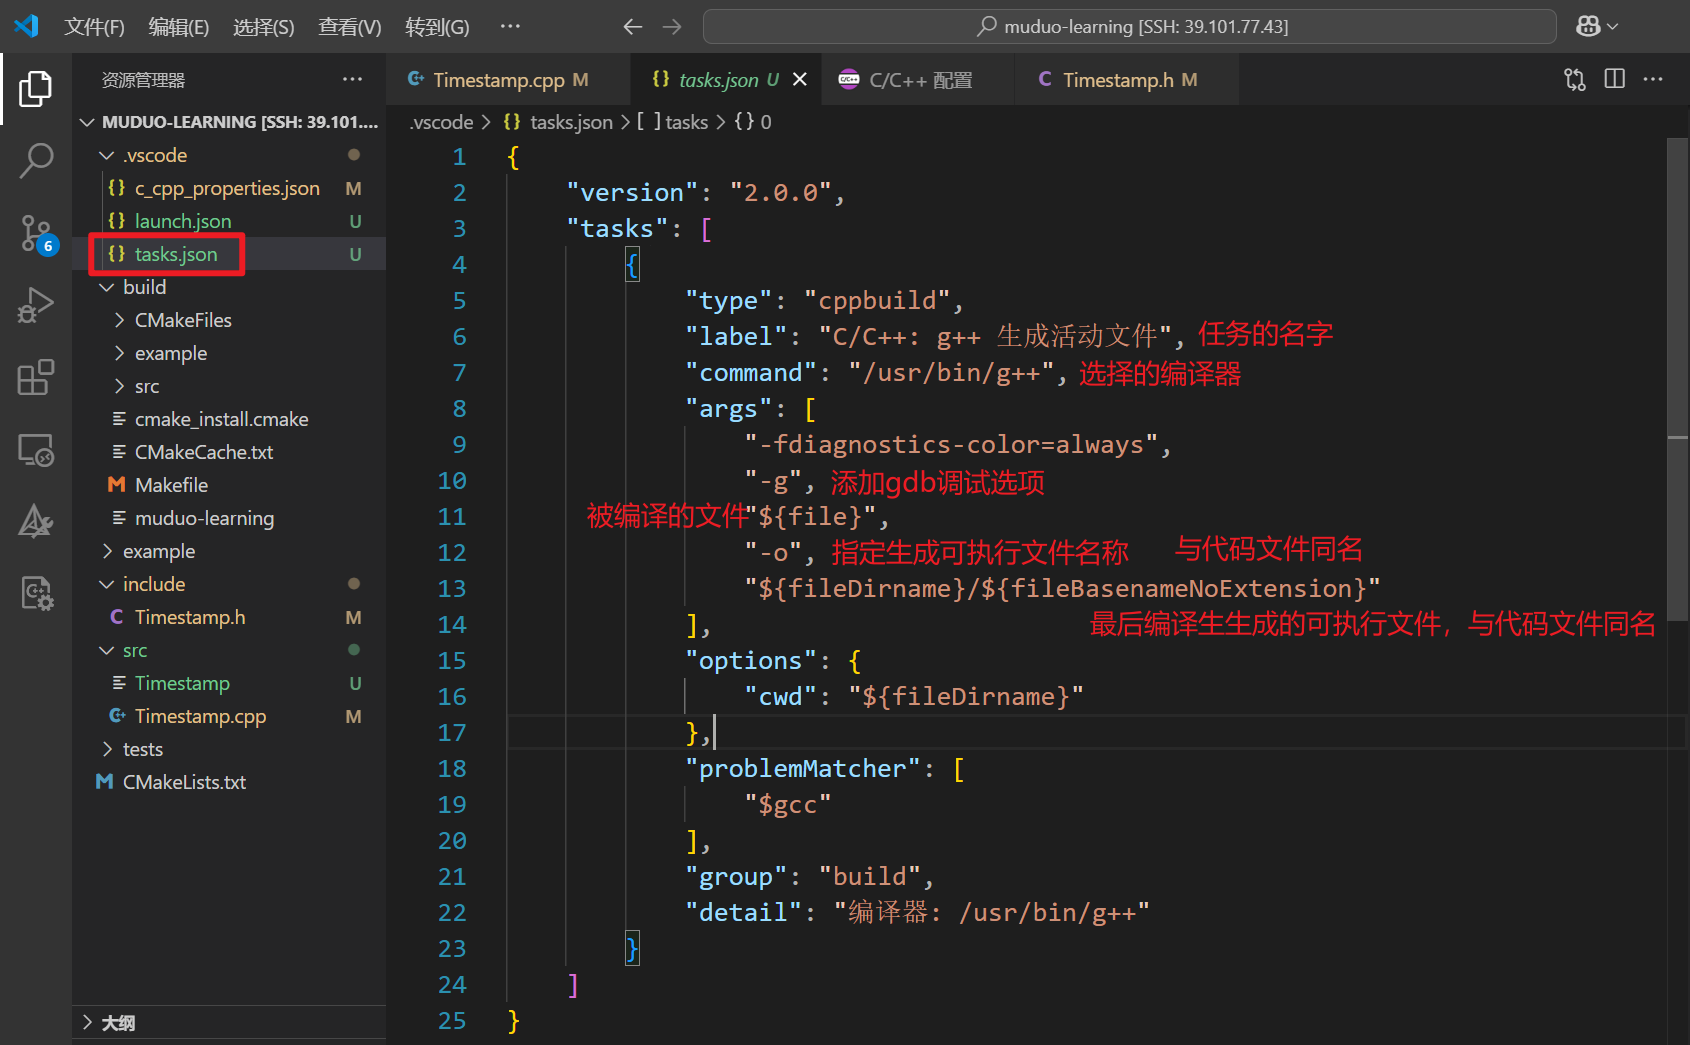 文件(F) 编辑(E) 选择(S) 查看(V) 转到(G) ··· muduo-learning [SSH: 39.101.77.43]
资源管理器 ···
MUDUO-LEARNING [SSH: 39.101....
.vscode
c_cpp_properties.json M
launch.json U
tasks.json U
build
CMakeFiles
example
src
cmake_install.cmake
CMakeCache.txt
Makefile
muduo-learning
example
include
Timestamp.h M
src
Timestamp U
Timestamp.cpp M
tests
CMakeLists.txt
大纲
6
Timestamp.cpp M tasks.json U C/C++ 配置 Timestamp.h M
.vscode > {} tasks.json > [ ] tasks > {} 0
1 {
2 "version": "2.0.0",
3 "tasks": [
4 {
5 "type": "cppbuild",
6 "label": "C/C++: g++ 生成活动文件", 任务的名字
7 "command": "/usr/bin/g++", 选择的编译器
8 "args": [
9 "-fdiagnostics-color=always",
10 "-g", 添加gdb调试选项
11 被编译的文件"${file}",
12 "-o", 指定生成可执行文件名称 与代码文件同名
13 "${fileDirname}/${fileBasenameNoExtension}"
14 ], 最后编译生生成的可执行文件，与代码文件同名
15 "options": {
16 "cwd": "${fileDirname}"
17 },
18 "problemMatcher": [
19 "$gcc"
20 ],
21 "group": "build",
22 "detail": "编译器: /usr/bin/g++"
23 }
24 ]
25 }